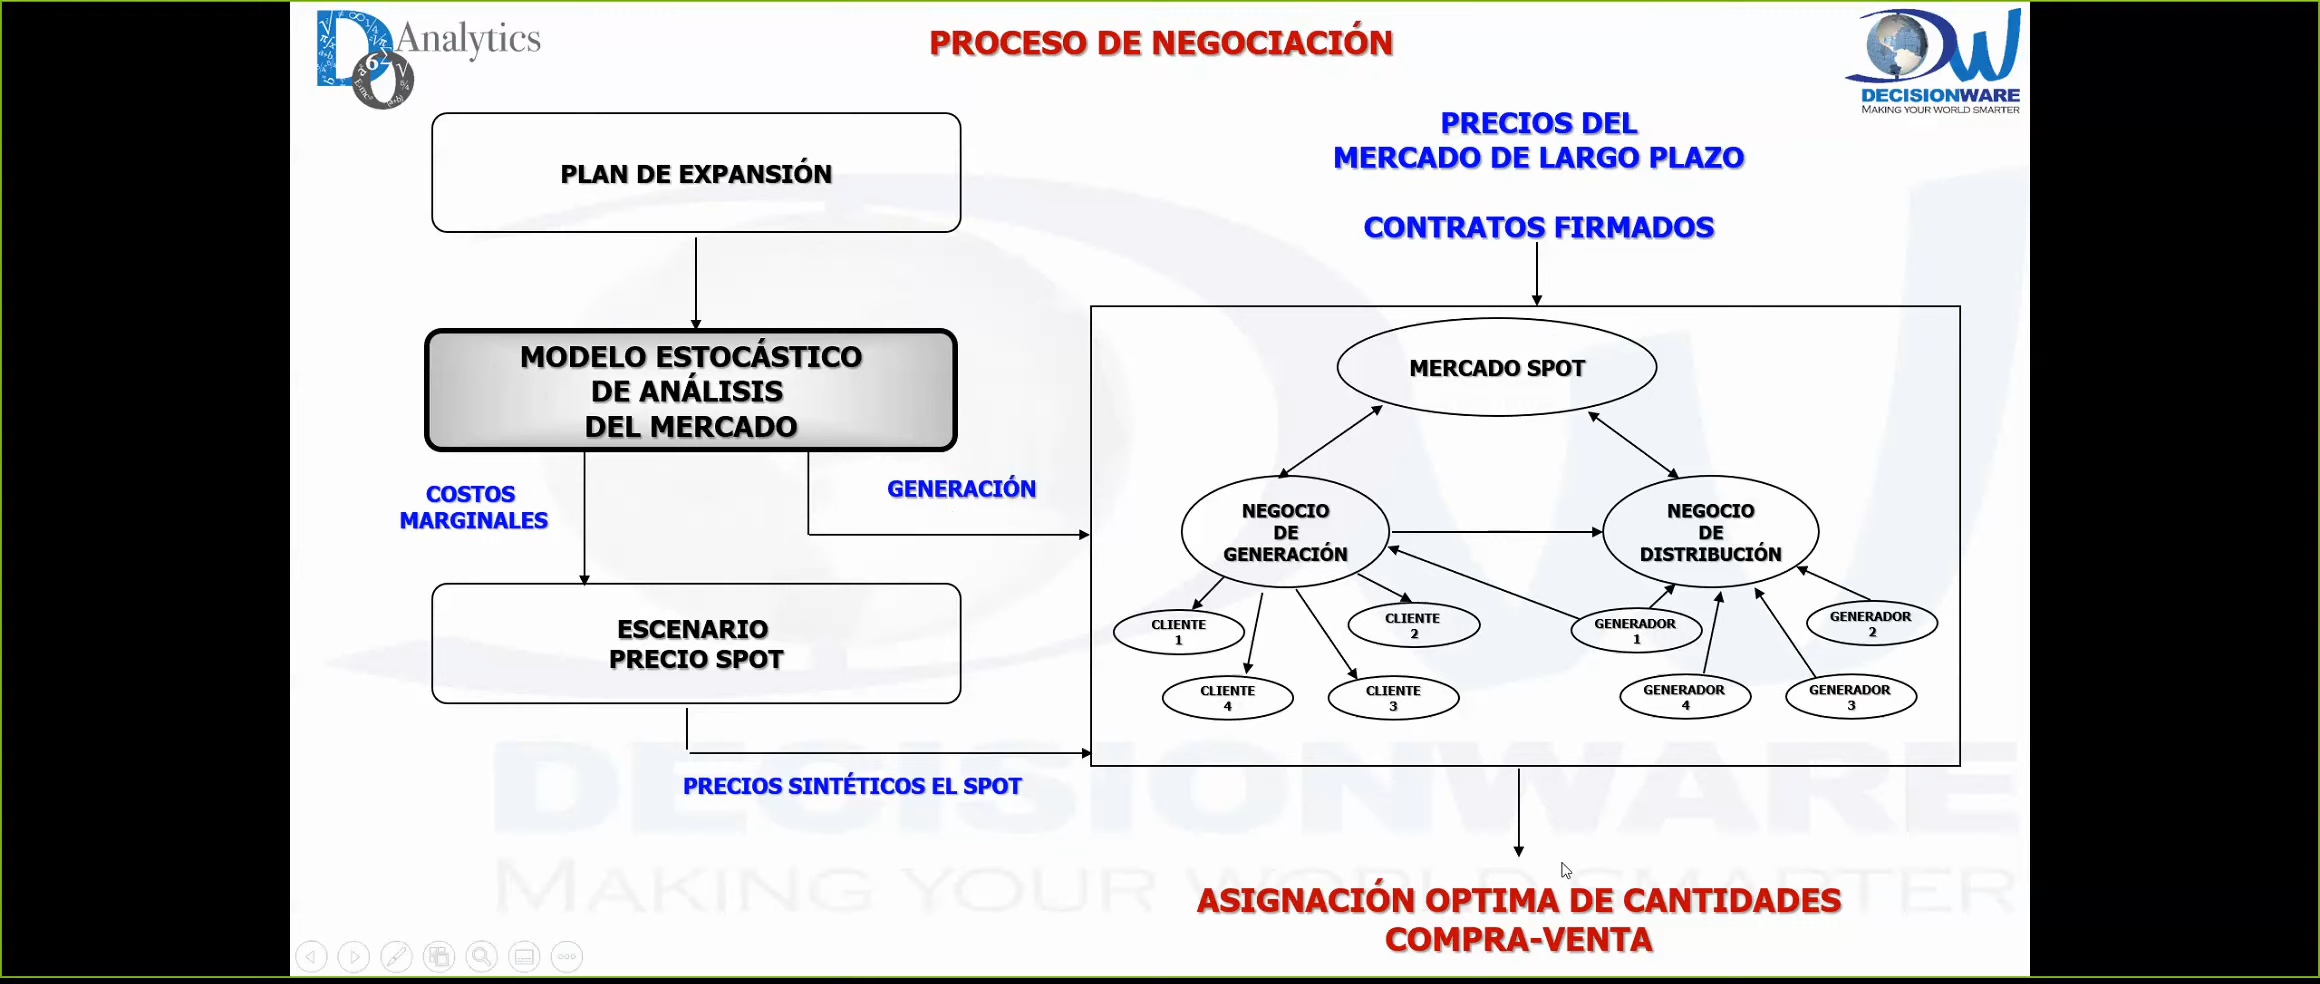 Analytics
PROCESO DE NEGOCIACIÓN
DECISIONWARE
MAKING YOUR WORLD SMARTER
PLAN DE EXPANSIÓN
PRECIOS DEL
MERCADO DE LARGO PLAZO
CONTRATOS FIRMADOS
MODELO ESTOCÁSTICO
DE ANÁLISIS
DEL MERCADO
COSTOS
MARGINALES
GENERACIÓN
ESCENARIO
PRECIO SPOT
PRECIOS SINTÉTICOS EL SPOT
MERCADO SPOT
NEGOCIO
DE
GENERACIÓN
NEGOCIO
DE
DISTRIBUCIÓN
CLIENTE
1
CLIENTE
2
CLIENTE
4
CLIENTE
3
GENERADOR
1
GENERADOR
2
GENERADOR
4
GENERADOR
3
DECISIONWARE
MAKING YOUR WORLD SMARTER
ASIGNACIÓN OPTIMA DE CANTIDADES
COMPRA-VENTA